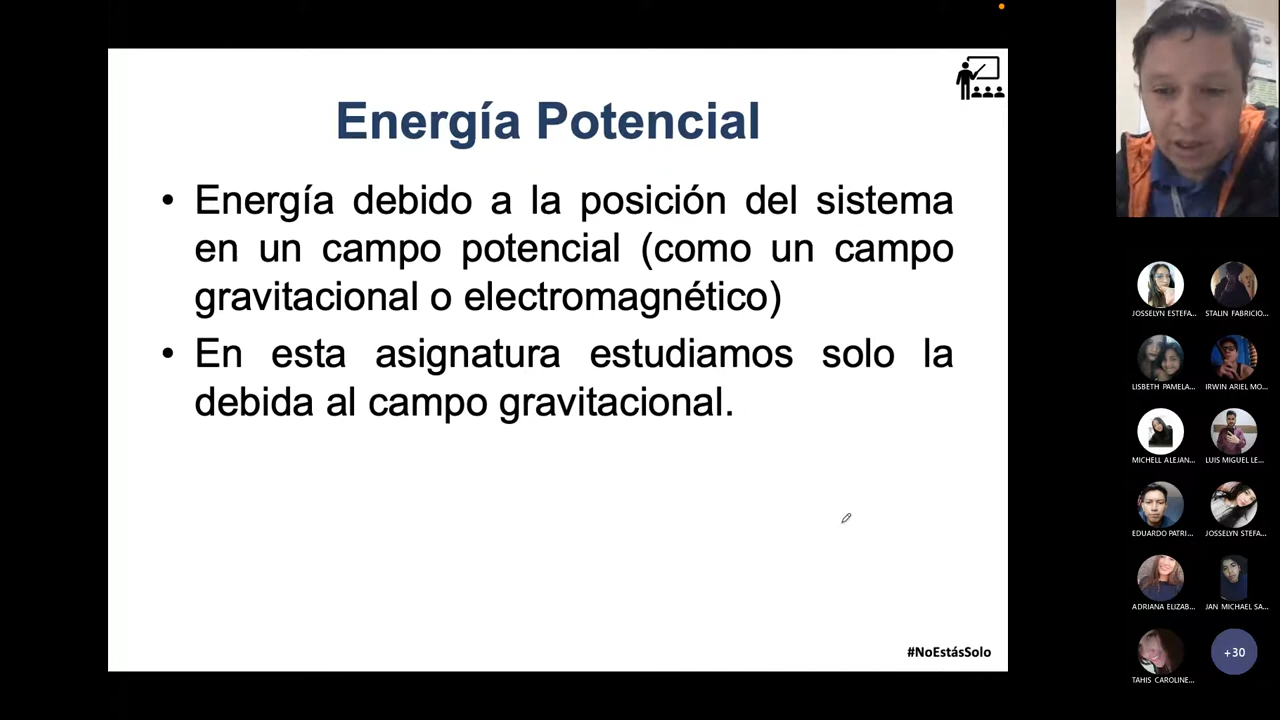 Energía Potencial
• Energía debido a la posición del sistema
en un campo potencial (como un campo
gravitacional o electromagnético)
• En esta asignatura estudiamos solo la
debida al campo gravitacional.
#NoEstásSolo
JOSSELYN ESTEFA...
STALIN FABRICIO...
LISBETH PAMELA...
IRWIN ARIEL MO...
MICHELL ALEJAN...
LUIS MIGUEL LE...
EDUARDO PATRI...
JOSSELYN STEFA...
ADRIANA ELIZAB...
JAN MICHAEL SA...
TAHIS CAROLINE...
+30